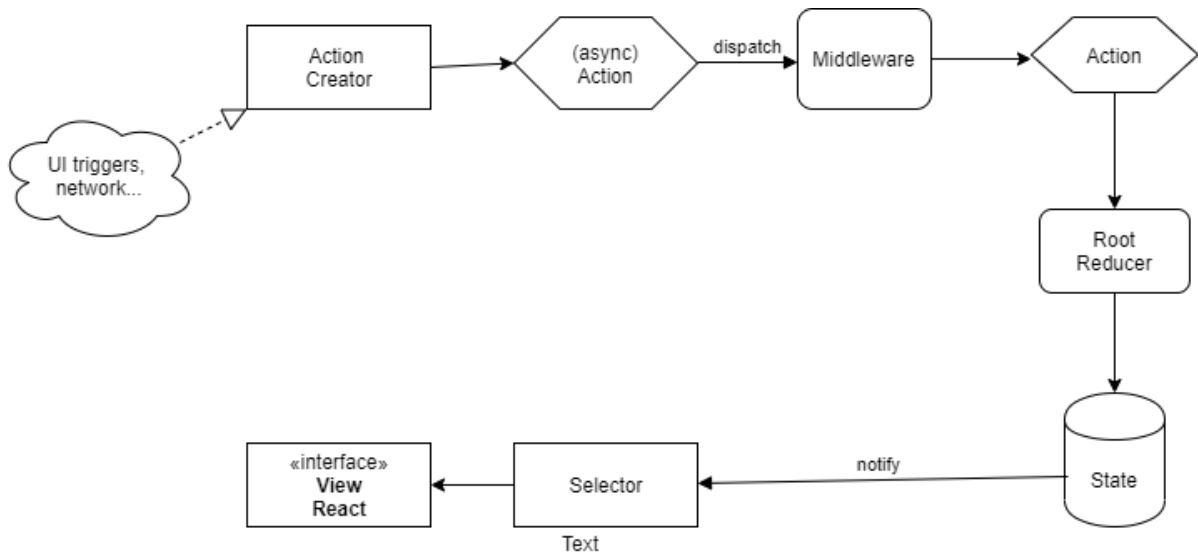 Action
Creator
(async)
Action
dispatch
Middleware
Action
UI triggers,
network...
Root
Reducer
State
notify
Selector
«interface»
View
React
Text